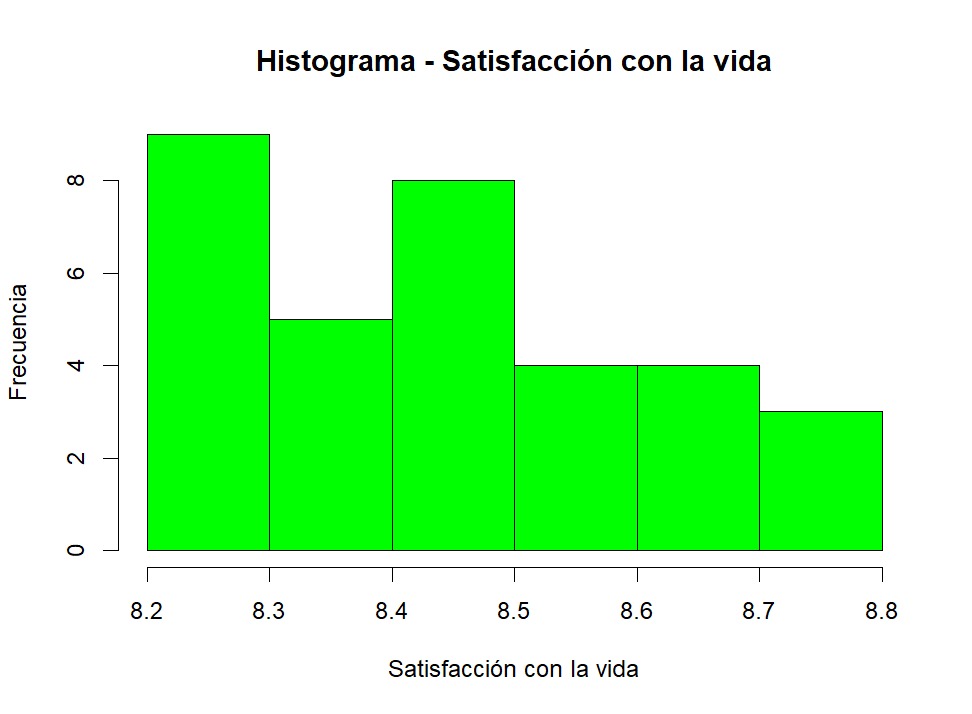 Histograma - Satisfacción con la vida
Frecuencia
8
6
4
2
0
8.2 8.3 8.4 8.5 8.6 8.7 8.8
Satisfacción con la vida